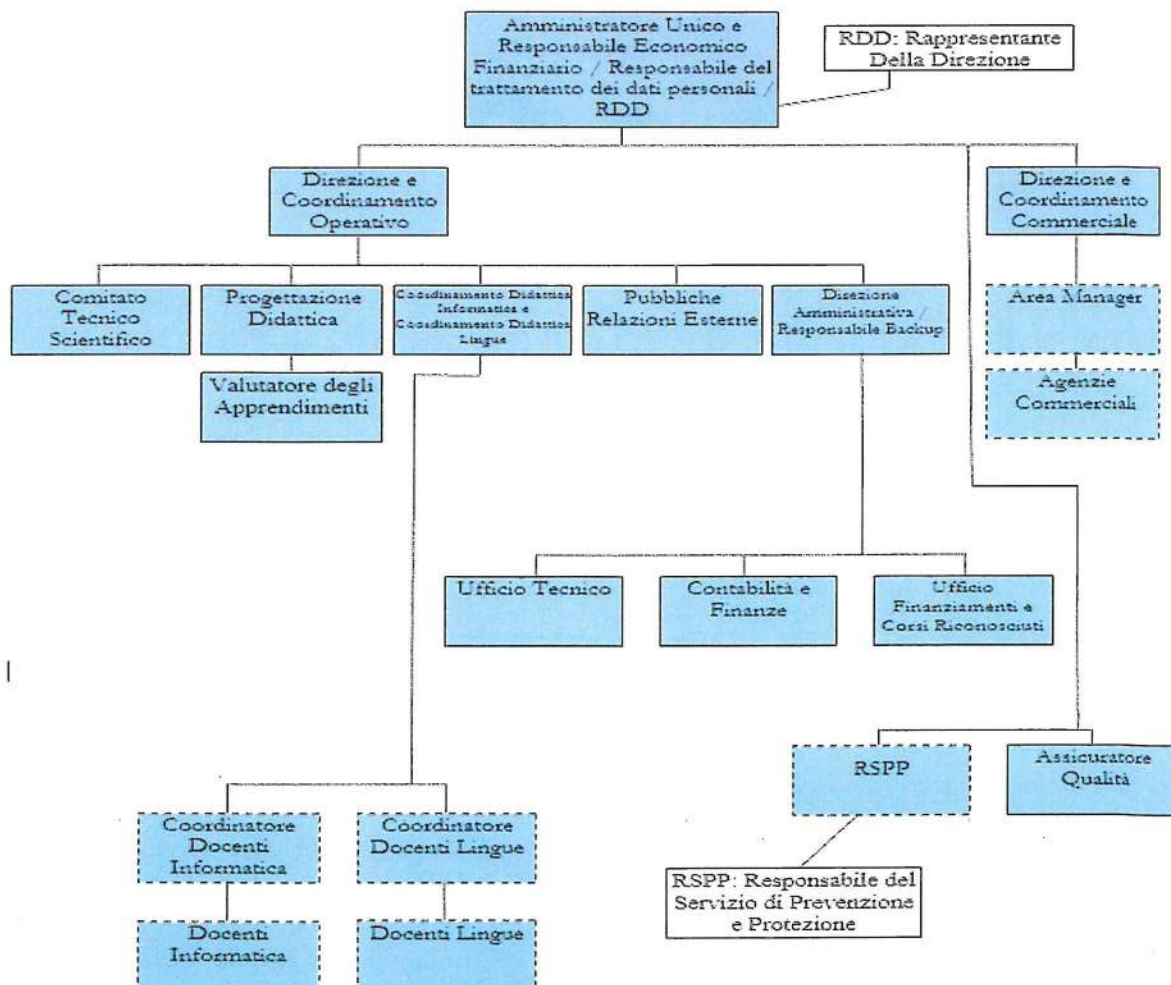 Amministratore Unico e
Responsabile Economico
Finanziario / Responsabile del
trattamento dei dati personali /
RDD
RDD: Rappresentante
Della Direzione
Direzione e
Coordinamento
Operativo
Direzione e
Coordinamento
Commerciale
Comitato
Tecnico
Scientifico
Progettazione
Didattica
Coordinamento Didattica
Informatica e
Coordinamento Didattica
Lingue
Pubbliche
Relazioni Esterne
Direzione
Amministrativa /
Responsabile Backup
Area Manager
Valutatore degli
Apprendimenti
Agenzie
Commerciali
Ufficio Tecnico
Contabilità e
Finanze
Ufficio
Finanziamenti e
Corsi Riconosciuti
RSPP
Assicuratore
Qualità
Coordinatore
Docenti
Informatica
Coordinatore
Docenti Lingue
RSPP: Responsabile del
Servizio di Prevenzione
e Protezione
Docenti
Informatica
Docenti Lingue